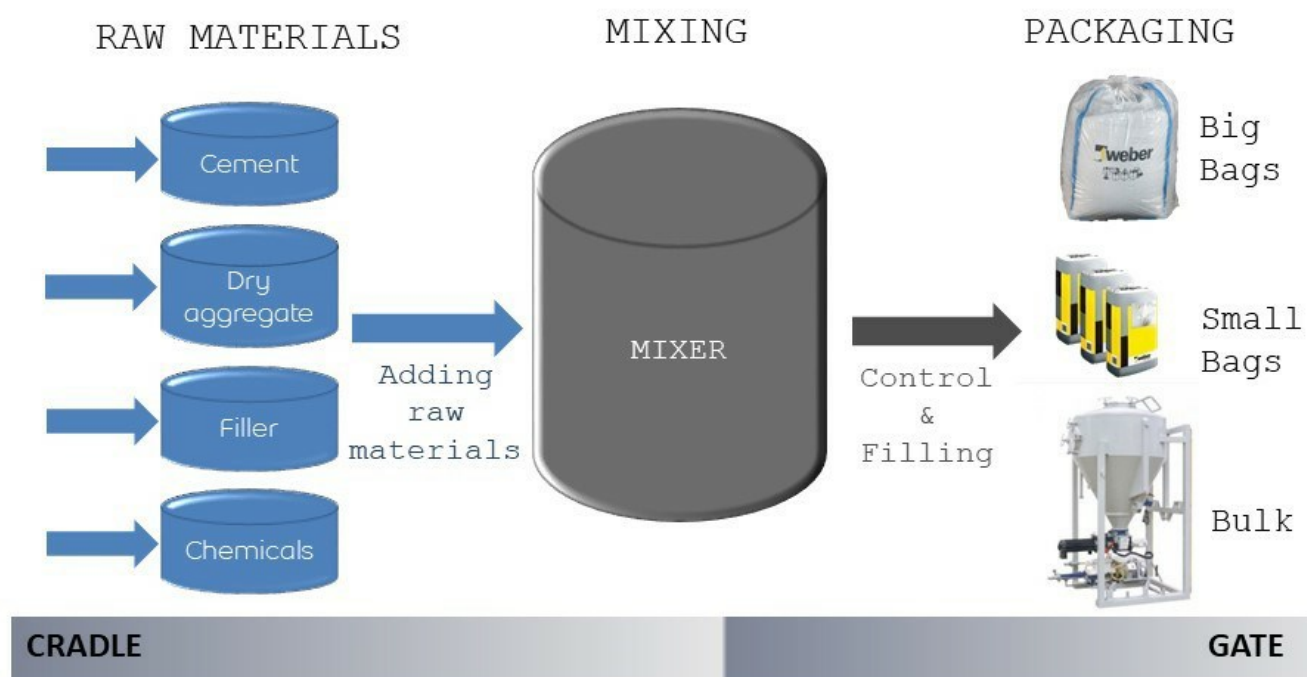 RAW MATERIALS
MIXING
PACKAGING
Cement
Dry
aggregate
Filler
Chemicals
Adding
raw
materials
MIXER
Control
&
Filling
weber
Big
Bags
Small
Bags
Bulk
CRADLE
GATE